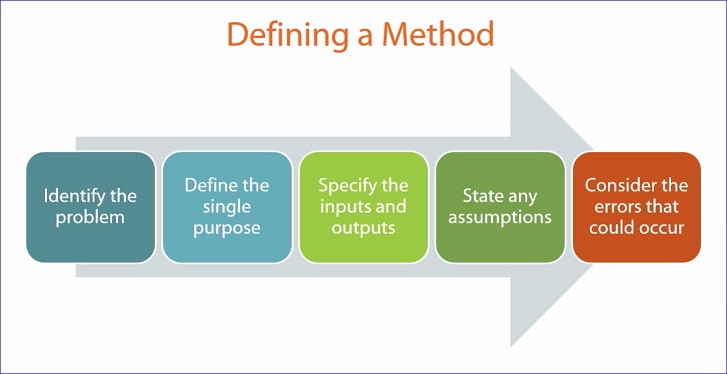 Defining a Method
Identify the
problem
Define the
single
purpose
Specify the
inputs and
outputs
State any
assumptions
Consider the
errors that
could occur